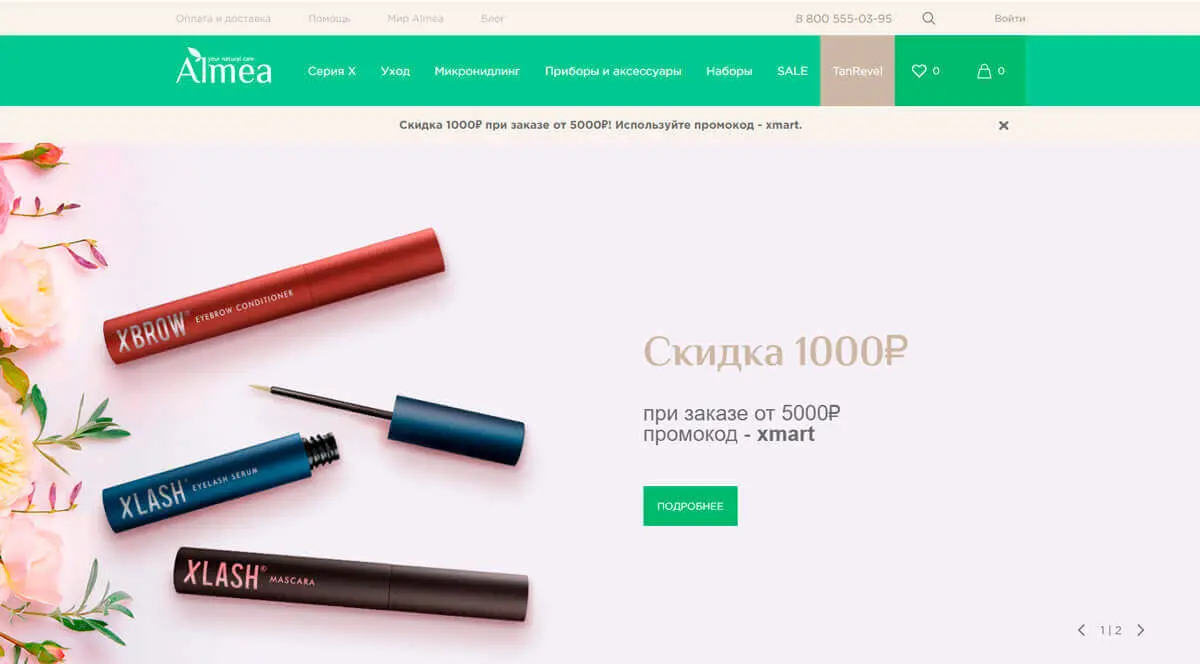 Оплата и доставка Помощь Мир Almea Блог 8 800 555-03-95 Войти
your natural care
Almea
Серия X Уход Микронидлинг Приборы и аксессуары Наборы SALE TanRevel 0 0
Скидка 1000₽ при заказе от 5000₽! Используйте промокод - xmart.
XBROW® EYEBROW CONDITIONER
Скидка 1000₽
при заказе от 5000₽
промокод - xmart
XLASH® EYELASH SERUM
ПОДРОБНЕЕ
XLASH® MASCARA
1 | 2